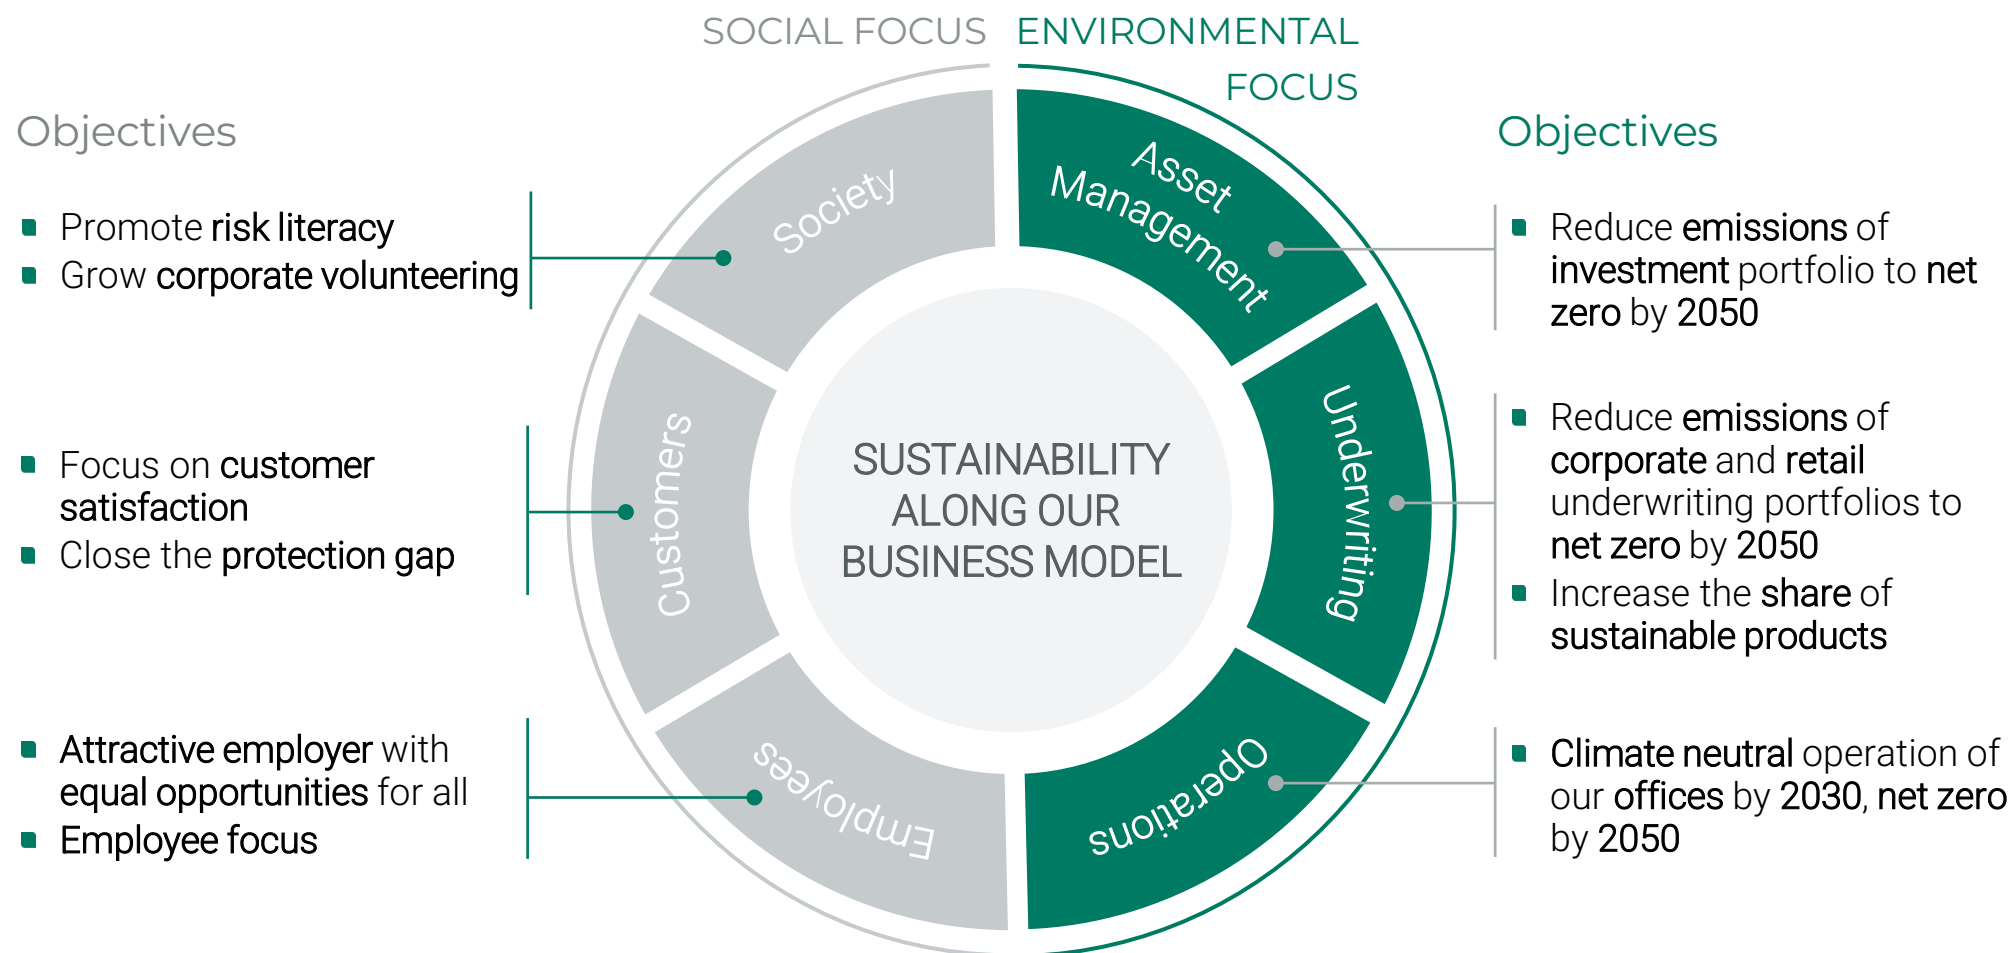 SOCIAL FOCUS
ENVIRONMENTAL
FOCUS
Objectives
Promote risk literacy
Grow corporate volunteering
Focus on customer
satisfaction
Close the protection gap
Attractive employer with
equal opportunities for all
Employee focus
Society
Customers
Employees
SUSTAINABILITY
ALONG OUR
BUSINESS MODEL
Asset
Management
Underwriting
Operations
Objectives
Reduce emissions of
investment portfolio to net
zero by 2050
Reduce emissions of
corporate and retail
underwriting portfolios to
net zero by 2050
Increase the share of
sustainable products
Climate neutral operation of
our offices by 2030, net zero
by 2050